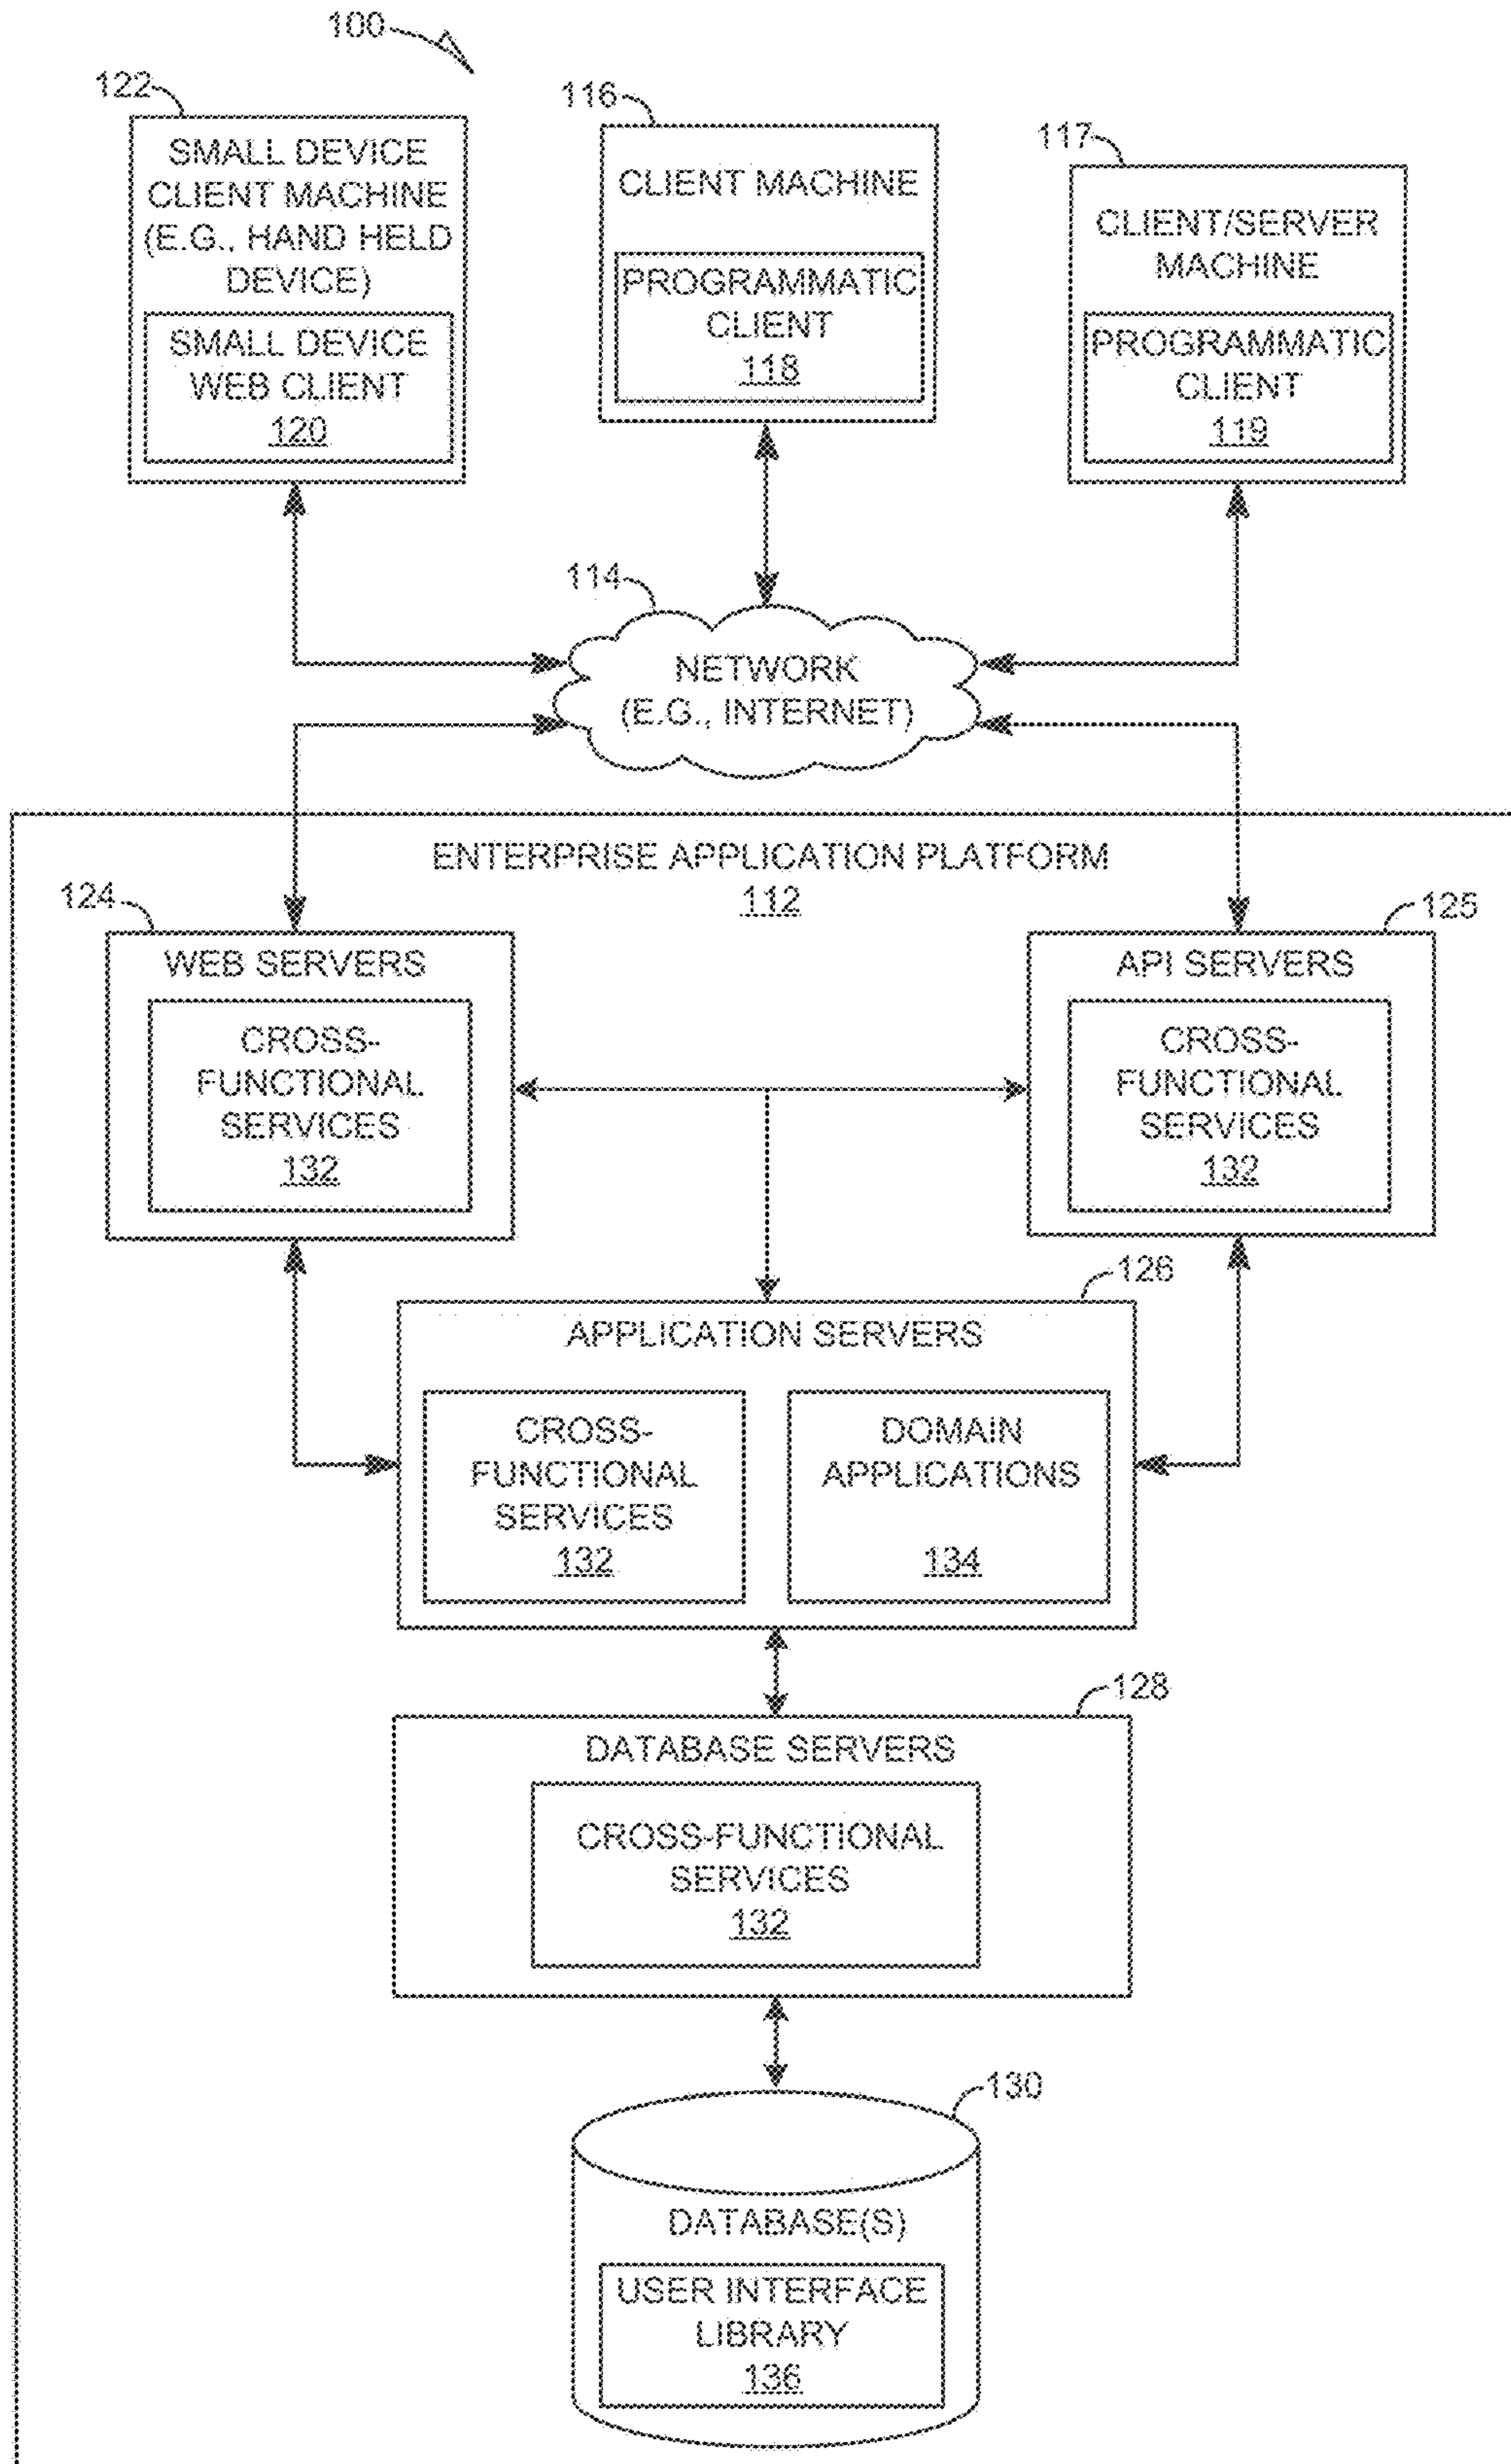 100
122
SMALL DEVICE
CLIENT MACHINE
(E.G., HAND HELD
DEVICE)
SMALL DEVICE
WEB CLIENT
120
116
CLIENT MACHINE
PROGRAMMATIC
CLIENT
118
117
CLIENT/SERVER
MACHINE
PROGRAMMATIC
CLIENT
119
114
NETWORK
(E.G., INTERNET)
ENTERPRISE APPLICATION PLATFORM
112
124
WEB SERVERS
CROSS-
FUNCTIONAL
SERVICES
132
125
API SERVERS
CROSS-
FUNCTIONAL
SERVICES
132
126
APPLICATION SERVERS
CROSS-
FUNCTIONAL
SERVICES
132
DOMAIN
APPLICATIONS
134
128
DATABASE SERVERS
CROSS-FUNCTIONAL
SERVICES
132
130
DATABASE(S)
USER INTERFACE
LIBRARY
136